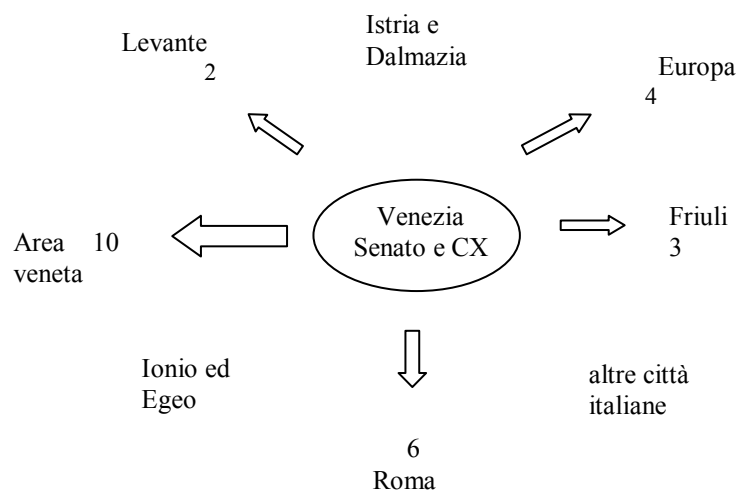 Istria e
Dalmazia
Levante
2
Europa
4
Venezia
Senato e CX
Friuli
3
Area 10
veneta
Ionio ed
Egeo
altre città
italiane
6
Roma